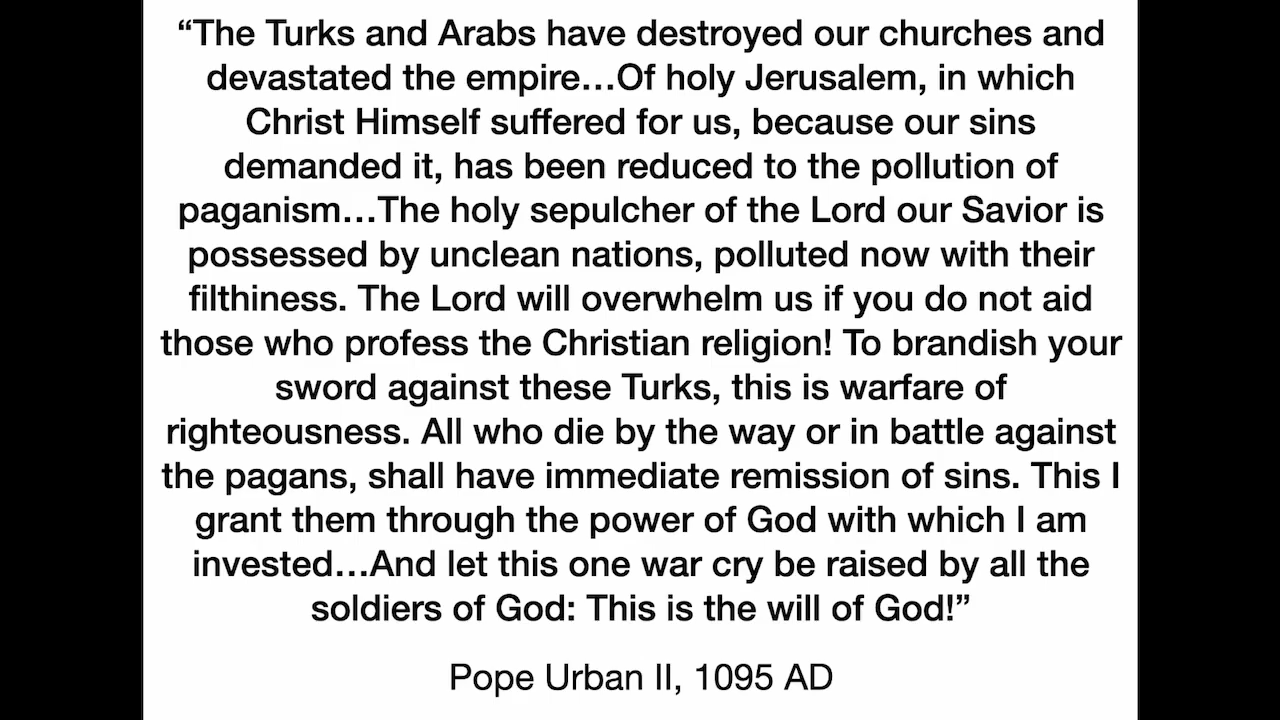 “The Turks and Arabs have destroyed our churches and
devastated the empire…Of holy Jerusalem, in which
Christ Himself suffered for us, because our sins
demanded it, has been reduced to the pollution of
paganism…The holy sepulcher of the Lord our Savior is
possessed by unclean nations, polluted now with their
filthiness. The Lord will overwhelm us if you do not aid
those who profess the Christian religion! To brandish your
sword against these Turks, this is warfare of
righteousness. All who die by the way or in battle against
the pagans, shall have immediate remission of sins. This I
grant them through the power of God with which I am
invested…And let this one war cry be raised by all the
soldiers of God: This is the will of God!”
Pope Urban II, 1095 AD